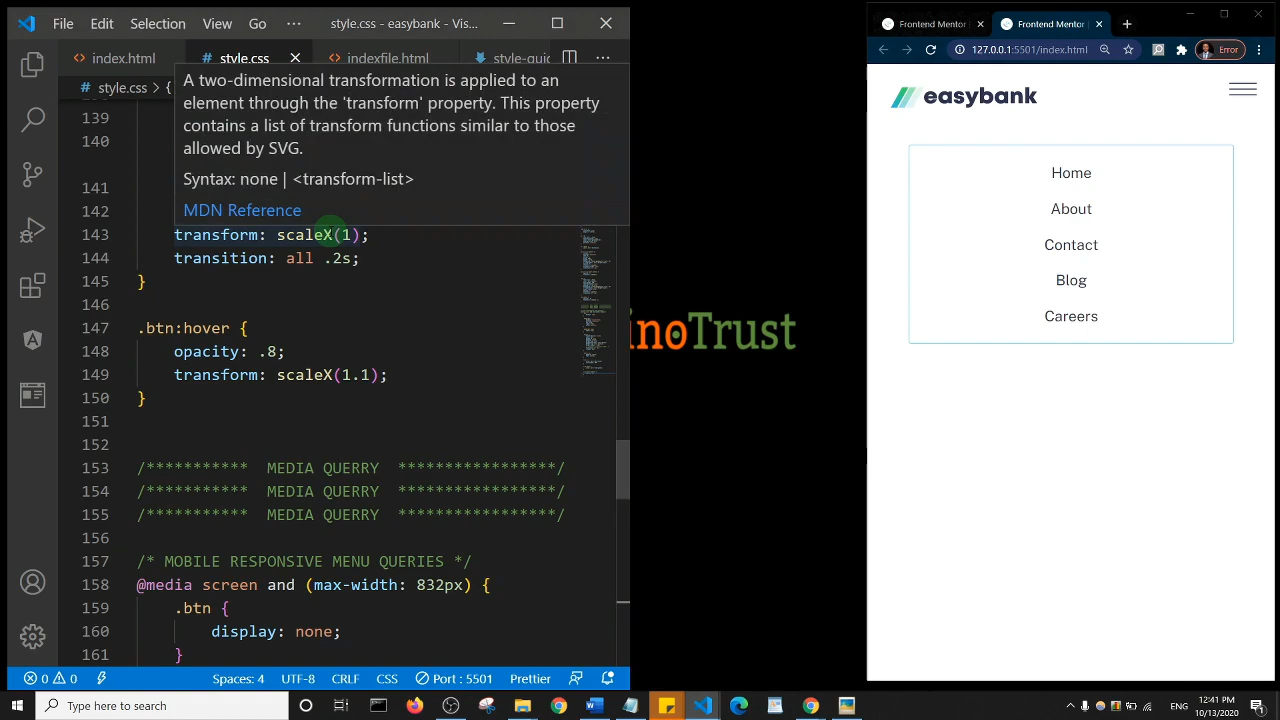 File Edit Selection View Go ··· style.css - easybank - Vis...
index.html
style.css
indexfile.html
style-guid
style.css > {
A two-dimensional transformation is applied to an
element through the 'transform' property. This property
contains a list of transform functions similar to those
allowed by SVG.
Syntax: none | <transform-list>
MDN Reference
139
140
141
142
143 transform: scaleX(1);
144 transition: all .2s;
145 }
146
147 .btn:hover {
148 opacity: .8;
149 transform: scaleX(1.1);
150 }
151
152
153 /*********** MEDIA QUERRY *****************/
154 /*********** MEDIA QUERRY *****************/
155 /*********** MEDIA QUERRY *****************/
156
157 /* MOBILE RESPONSIVE MENU QUERIES */
158 @media screen and (max-width: 832px) {
159 .btn {
160 display: none;
161 }
0 0 Spaces: 4 UTF-8 CRLF CSS Port : 5501 Prettier
inoTrust
Frontend Mentor
Frontend Mentor
127.0.0.1:5501/index.html
Error
easybank
Home
About
Contact
Blog
Careers
Type here to search
ENG
12:41 PM
10/13/2020
1